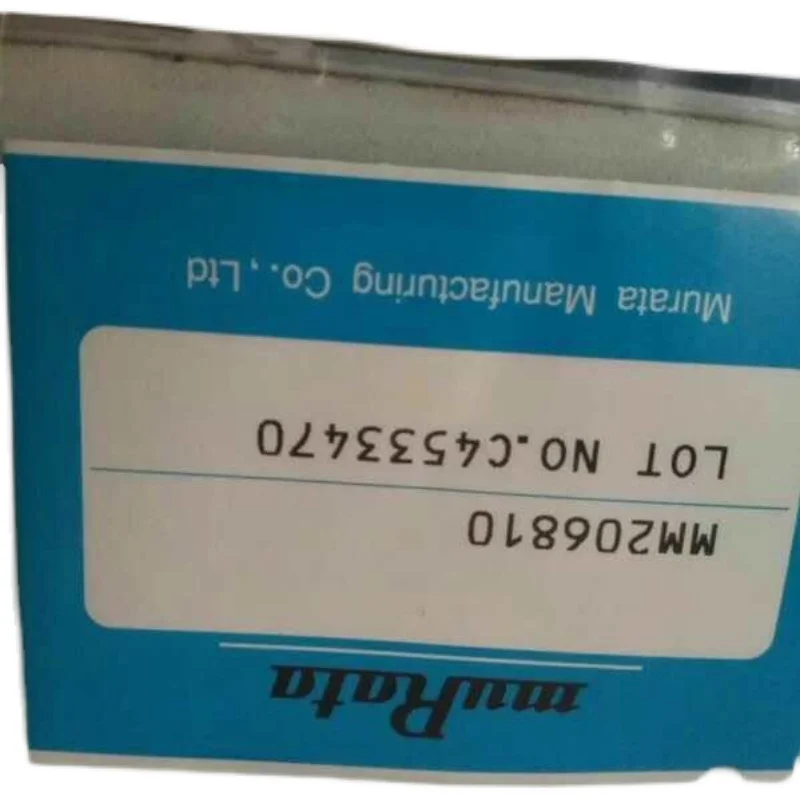 muRata
MM206810
LOT NO.C4533470
Murata Manufacturing Co.,Ltd